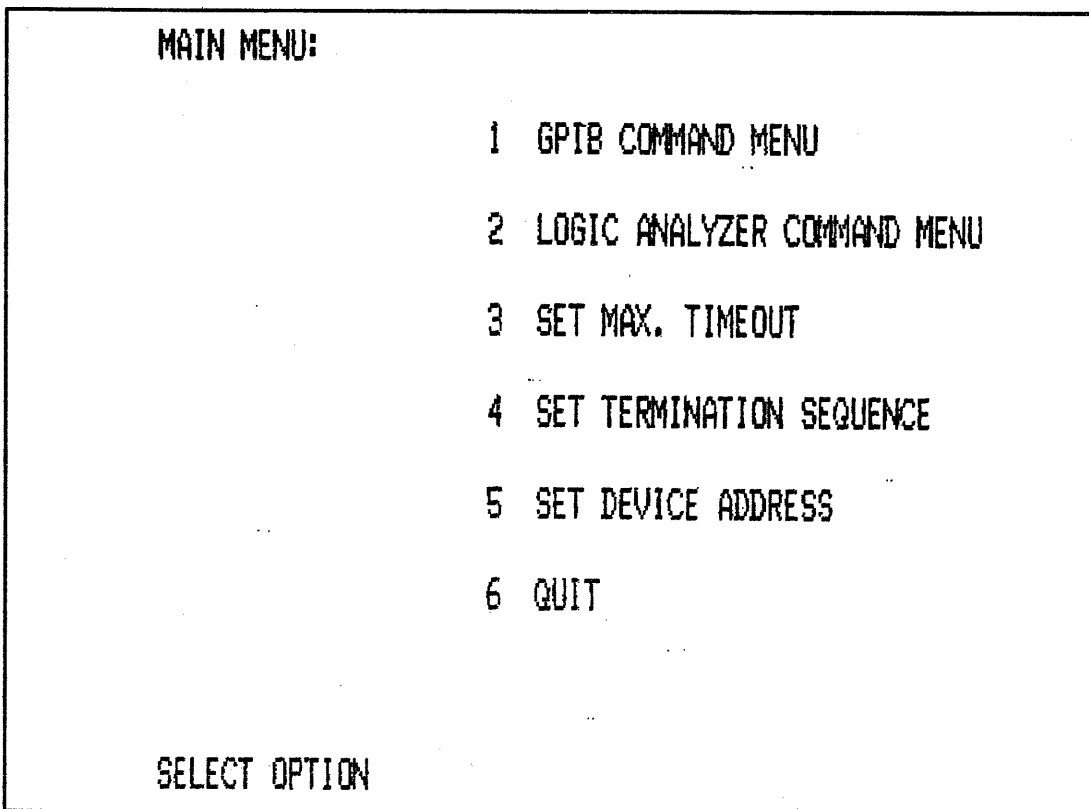 MAIN MENU:
1 GPIB COMMAND MENU
2 LOGIC ANALYZER COMMAND MENU
3 SET MAX. TIMEOUT
4 SET TERMINATION SEQUENCE
5 SET DEVICE ADDRESS
6 QUIT
SELECT OPTION